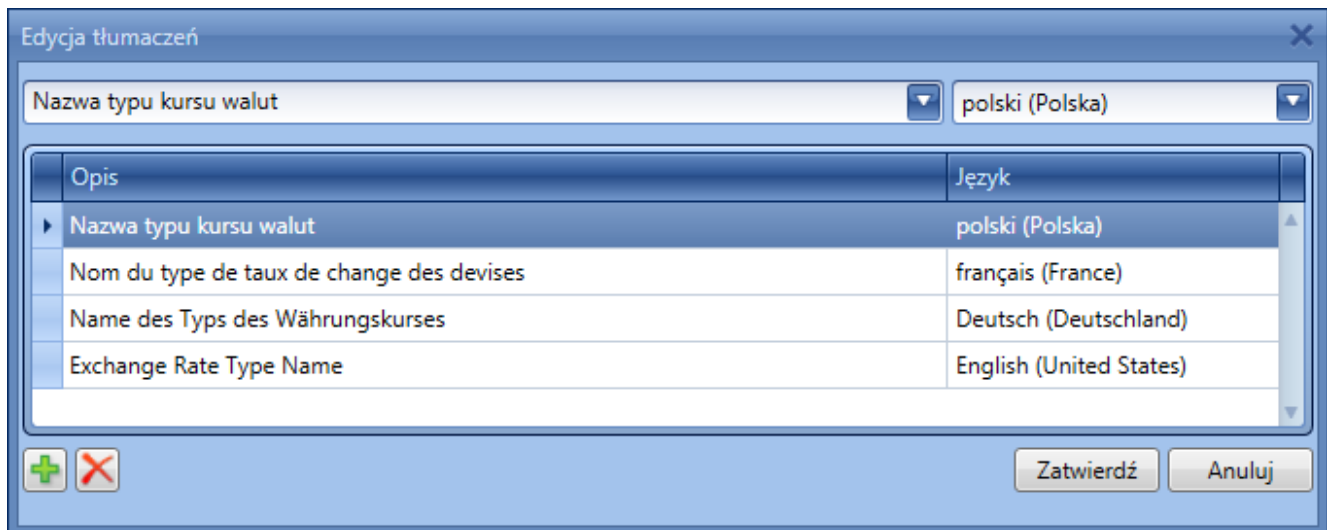 Edycja tłumaczeń
Nazwa typu kursu walut polski (Polska)
Opis Język
Nazwa typu kursu walut polski (Polska)
Nom du type de taux de change des devises français (France)
Name des Typs des Währungskurses Deutsch (Deutschland)
Exchange Rate Type Name English (United States)
Zatwierdź Anuluj